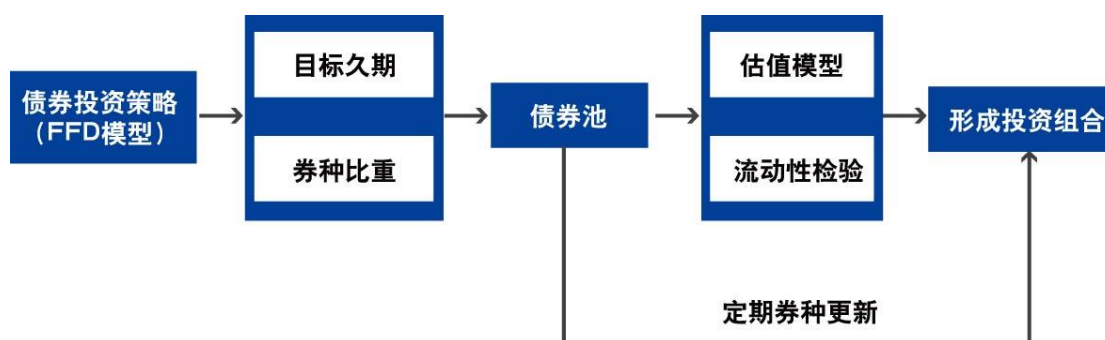 债券投资策略
（FFD模型）
目标久期
券种比重
债券池
估值模型
流动性检验
形成投资组合
定期券种更新